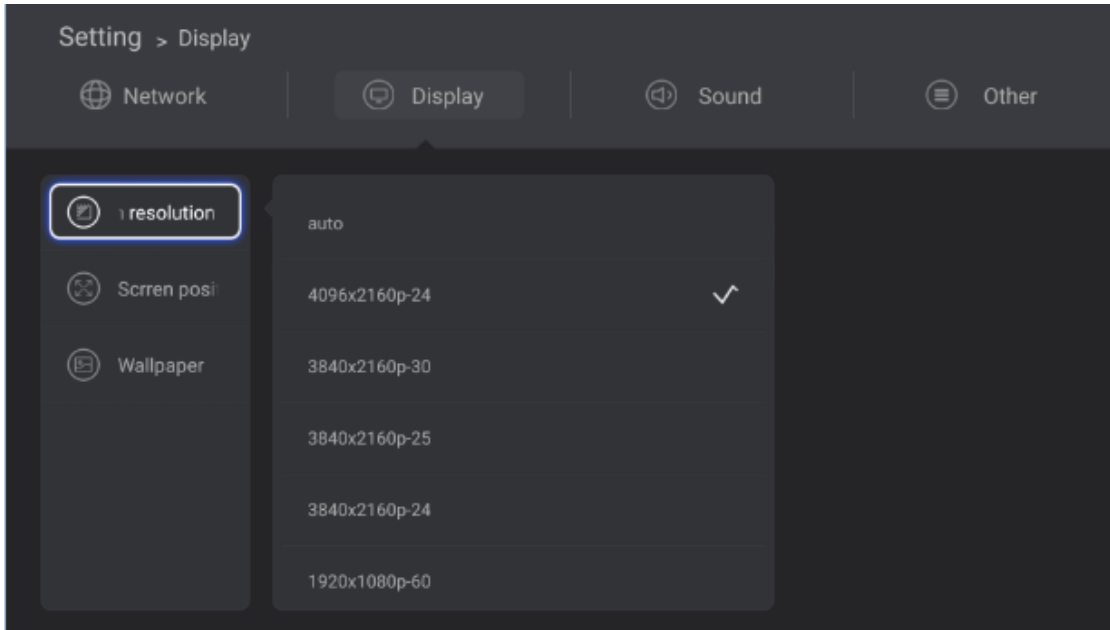 Setting > Display
Network
Display
Sound
Other
resolution
auto
4096x2160p-24
Scrren posi
3840x2160p-30
Wallpaper
3840x2160p-25
3840x2160p-24
1920x1080p-60